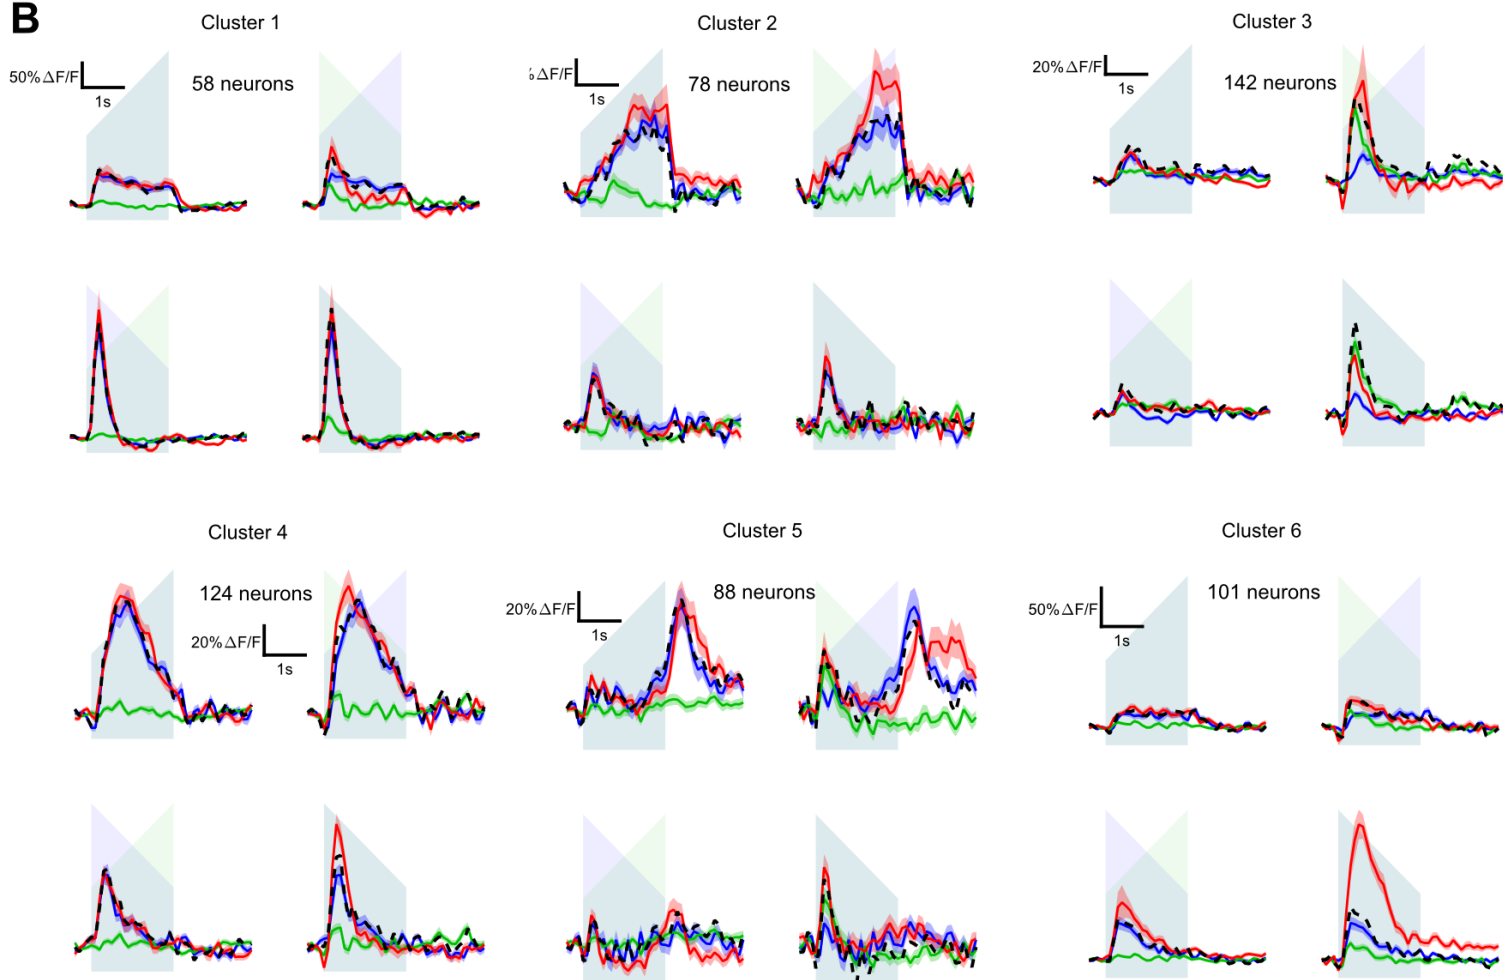 B
Cluster 1
50% ΔF/F
1s
58 neurons
Cluster 2
% ΔF/F
1s
78 neurons
Cluster 3
20% ΔF/F
1s
142 neurons
Cluster 4
124 neurons
20% ΔF/F
1s
Cluster 5
20% ΔF/F
1s
88 neurons
Cluster 6
50% ΔF/F
1s
101 neurons